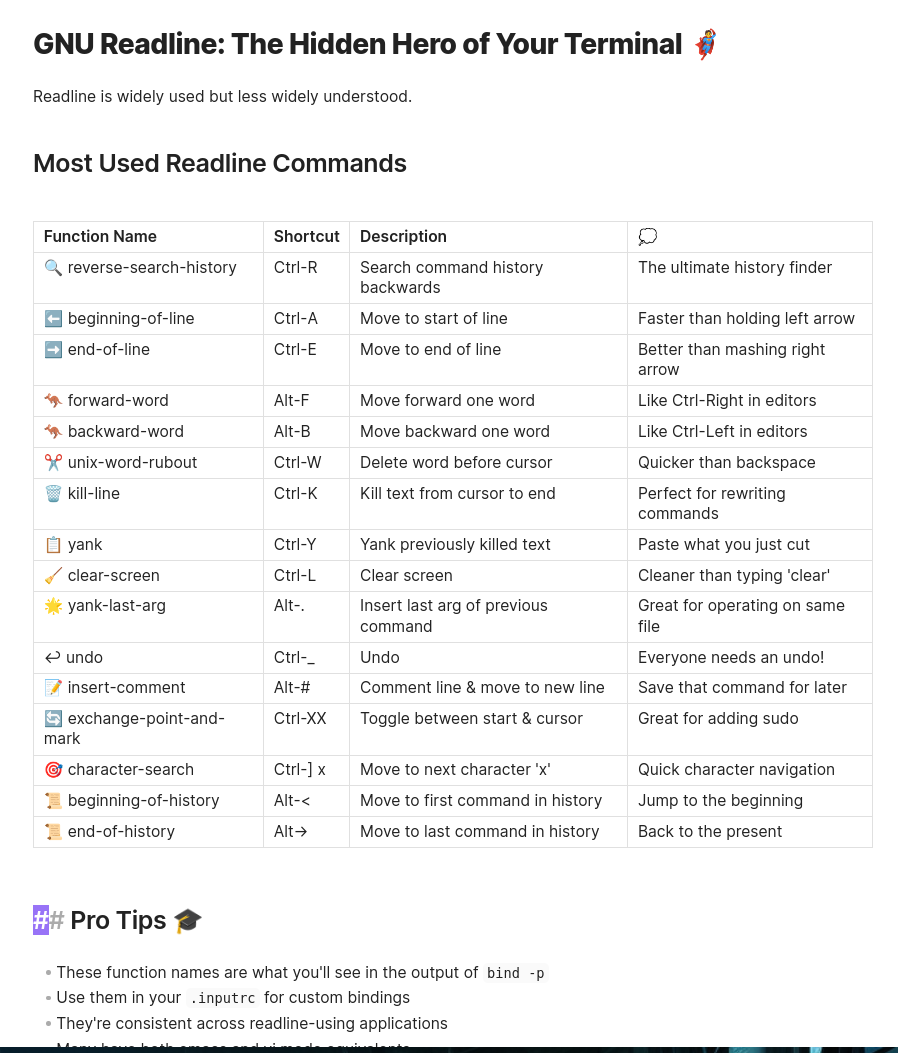 GNU Readline: The Hidden Hero of Your Terminal 🦸
Readline is widely used but less widely understood.
Most Used Readline Commands
Function Name Shortcut Description 💭
🔍 reverse-search-history Ctrl-R Search command history The ultimate history finder
backwards
⬅️ beginning-of-line Ctrl-A Move to start of line Faster than holding left arrow
➡️ end-of-line Ctrl-E Move to end of line Better than mashing right
arrow
🦘 forward-word Alt-F Move forward one word Like Ctrl-Right in editors
🦘 backward-word Alt-B Move backward one word Like Ctrl-Left in editors
✂️ unix-word-rubout Ctrl-W Delete word before cursor Quicker than backspace
🗑️ kill-line Ctrl-K Kill text from cursor to end Perfect for rewriting
commands
📋 yank Ctrl-Y Yank previously killed text Paste what you just cut
🧹 clear-screen Ctrl-L Clear screen Cleaner than typing 'clear'
🌟 yank-last-arg Alt-. Insert last arg of previous Great for operating on same
command file
↩ undo Ctrl-_ Undo Everyone needs an undo!
📝 insert-comment Alt-# Comment line & move to new line Save that command for later
🔄 exchange-point-and- Ctrl-XX Toggle between start & cursor Great for adding sudo
mark
🎯 character-search Ctrl-] x Move to next character 'x' Quick character navigation
📜 beginning-of-history Alt-< Move to first command in history Jump to the beginning
📜 end-of-history Alt→ Move to last command in history Back to the present
## Pro Tips 🎓
• These function names are what you'll see in the output of bind -p
• Use them in your .inputrc for custom bindings
• They're consistent across readline-using applications
• Many have both emacs and vi mode equivalents